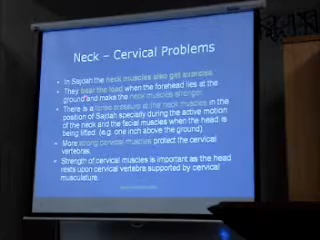 Neck – Cervical Problems
• In Sajdah the neck muscles also get exercise.
• They bear the load when the forehead lies at the
ground and make the neck muscles stronger.
• There is a tense pressure at the neck muscles in the
position of Sajdah specially during the active motion
of the neck and the facial muscles when the head is
being lifted. (e.g. one inch above the ground)
• More strong cervical muscles protect the cervical
vertebras.
• Strength of cervical muscles is important as the head
rests upon cervical vertebra supported by cervical
musculature.